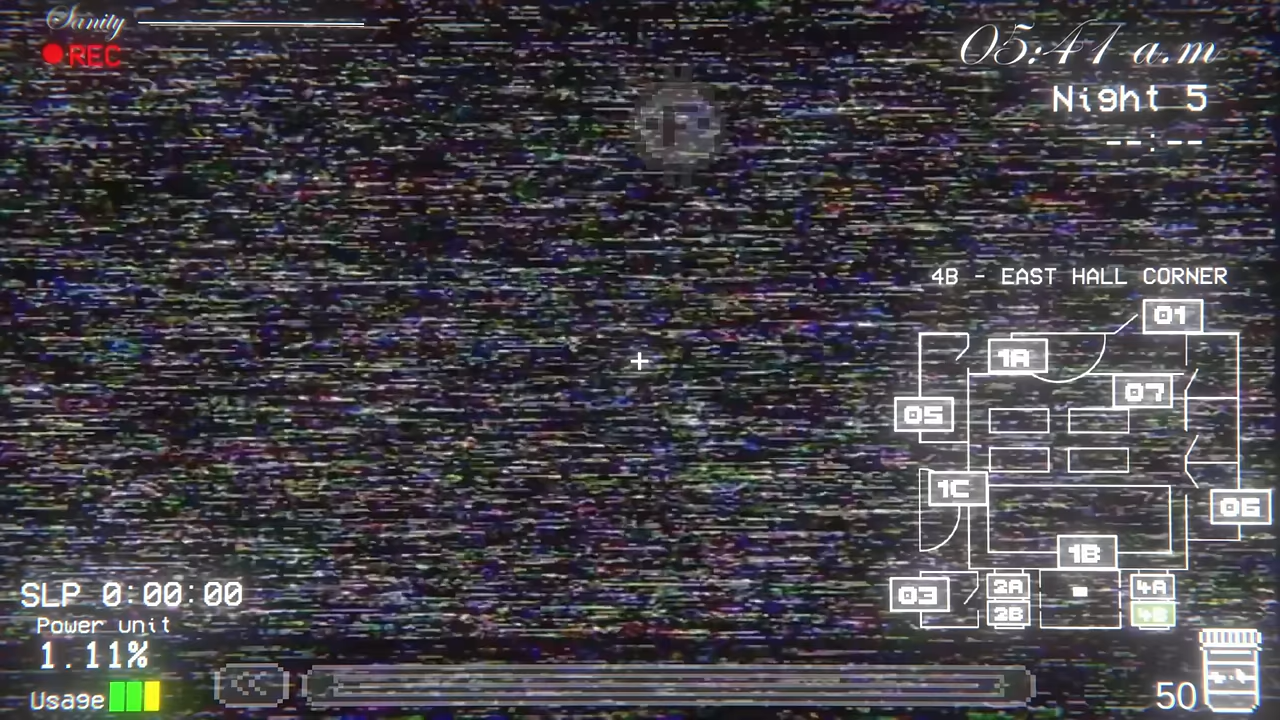 Sanity
REC
05:41 a.m
Night 5
--:--
4B - EAST HALL CORNER
01
1A
07
05
1C
06
1B
03
2A
4A
2B
4B
SLP 0:00:00
Power unit
1.11%
Usage
<<
50